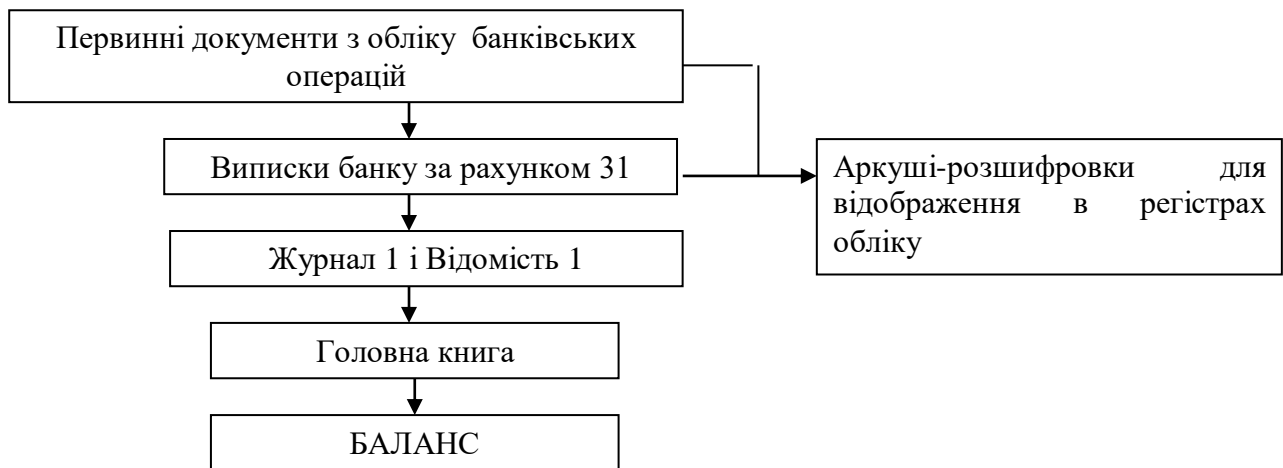 Первинні документи з обліку банківських
операцій
Виписки банку за рахунком 31
Аркуші-розшифровки для
відображення в регістрах
обліку
Журнал 1 і Відомість 1
Головна книга
БАЛАНС